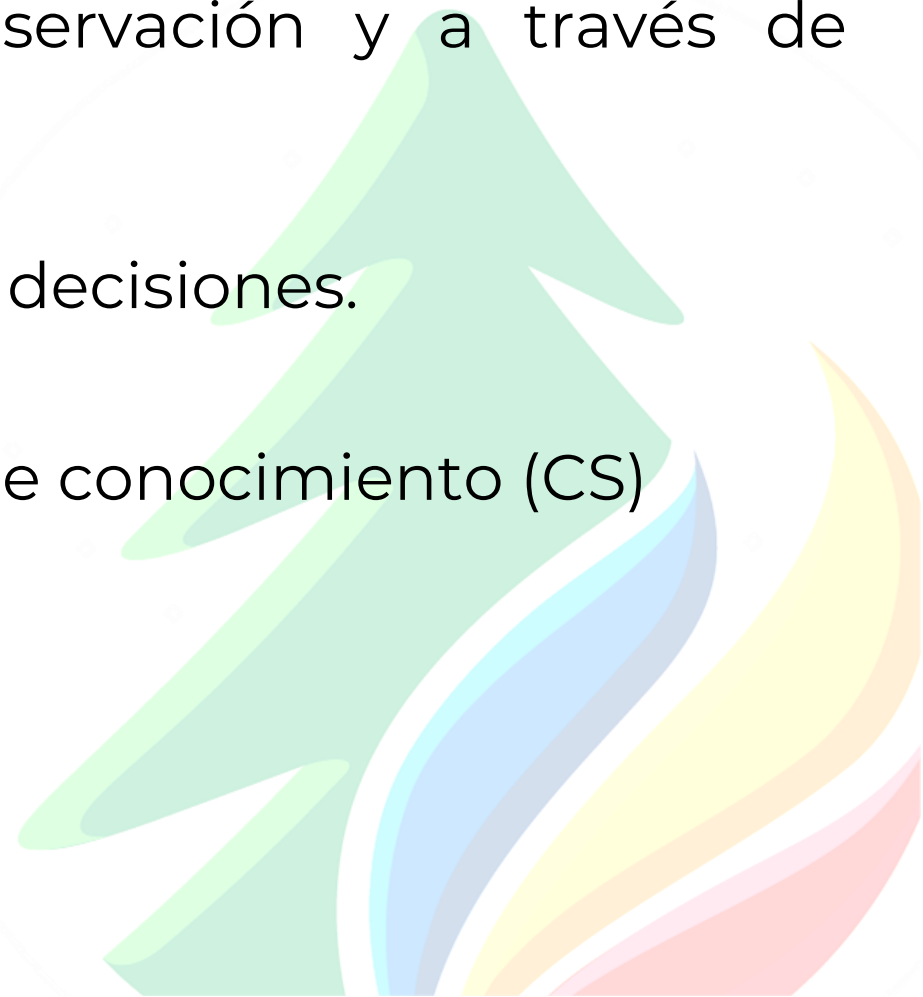 servación y a través de
decisiones.
e conocimiento (CS)